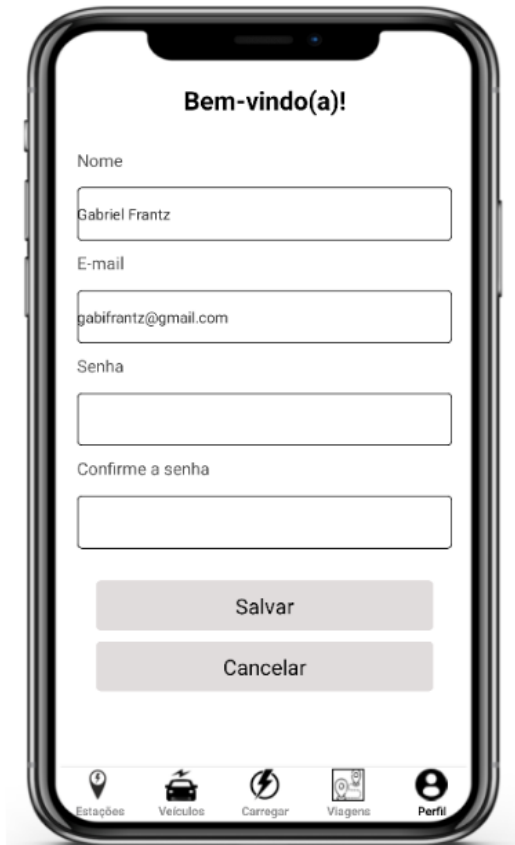 Bem-vindo(a)!
Nome
Gabriel Frantz
E-mail
gabifrantz@gmail.com
Senha
Confirme a senha
Salvar
Cancelar
Estações Veículos Carregar Viagens Perfil